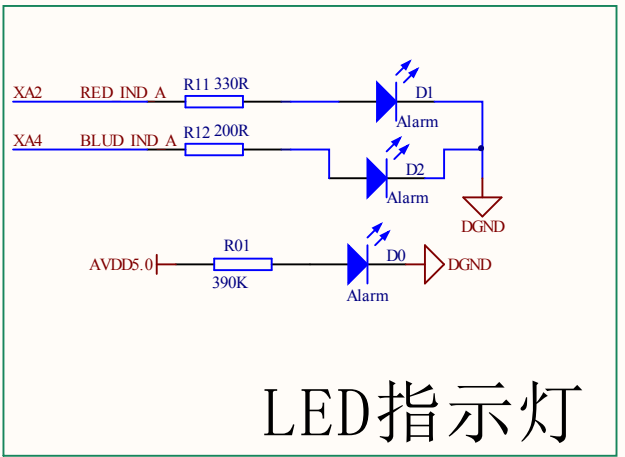 XA2 RED IND A R11 330R D1
Alarm
XA4 BLUD IND A R12 200R D2
Alarm
DGND
R01
AVDD5.0 D0 DGND
390K
Alarm
LED指示灯